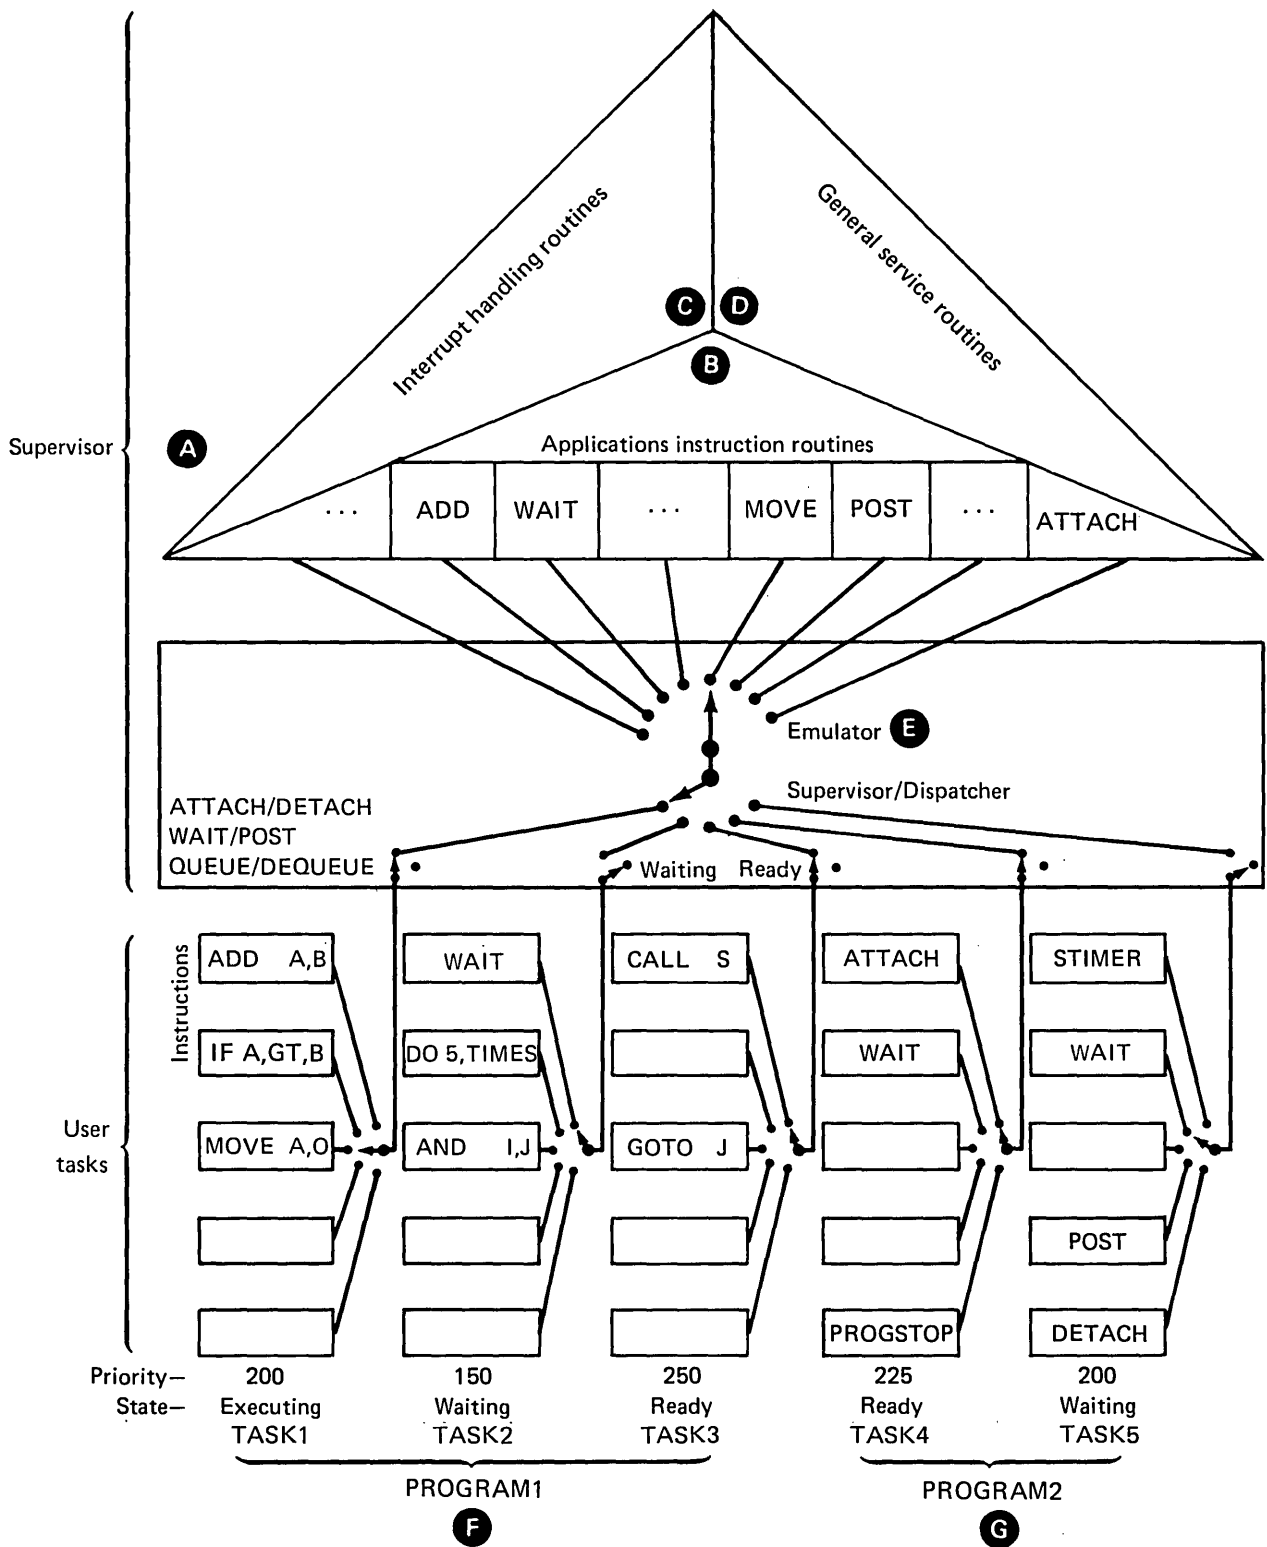 Interrupt handling routines
General service routines
C D
B
Supervisor
A
Applications instruction routines
... ADD WAIT ... MOVE POST ... ATTACH
Emulator E
Supervisor/Dispatcher
ATTACH/DETACH
WAIT/POST
QUEUE/DEQUEUE
Waiting Ready
Instructions
ADD A,B WAIT CALL S ATTACH STIMER
IF A,GT,B DO 5,TIMES WAIT WAIT
User
tasks
MOVE A,O AND I,J GOTO J
POST
PROGSTOP DETACH
Priority– 200 150 250 225 200
State– Executing Waiting Ready Ready Waiting
TASK1 TASK2 TASK3 TASK4 TASK5
PROGRAM1 PROGRAM2
F G